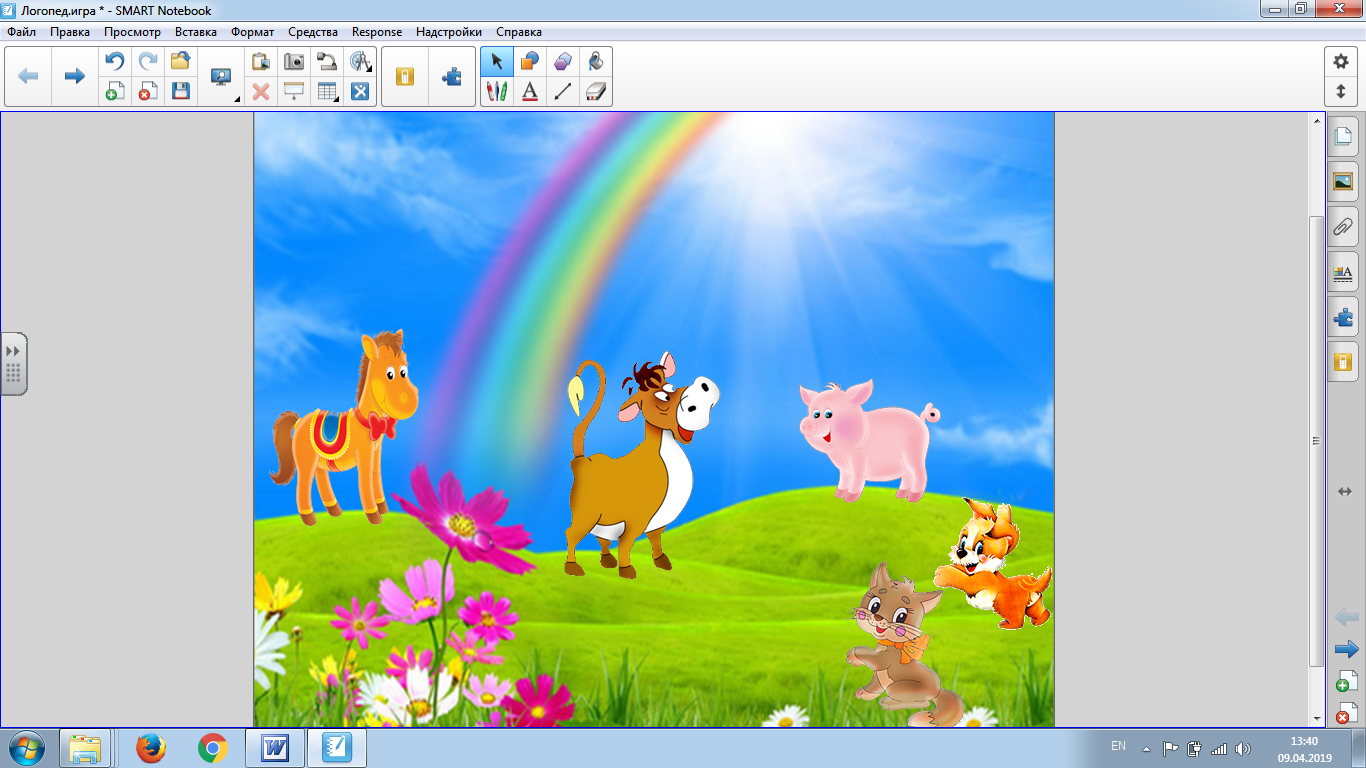 Логопед.игра * - SMART Notebook
Файл Правка Просмотр Вставка Формат Средства Response Надстройки Справка
EN
13:40
09.04.2019